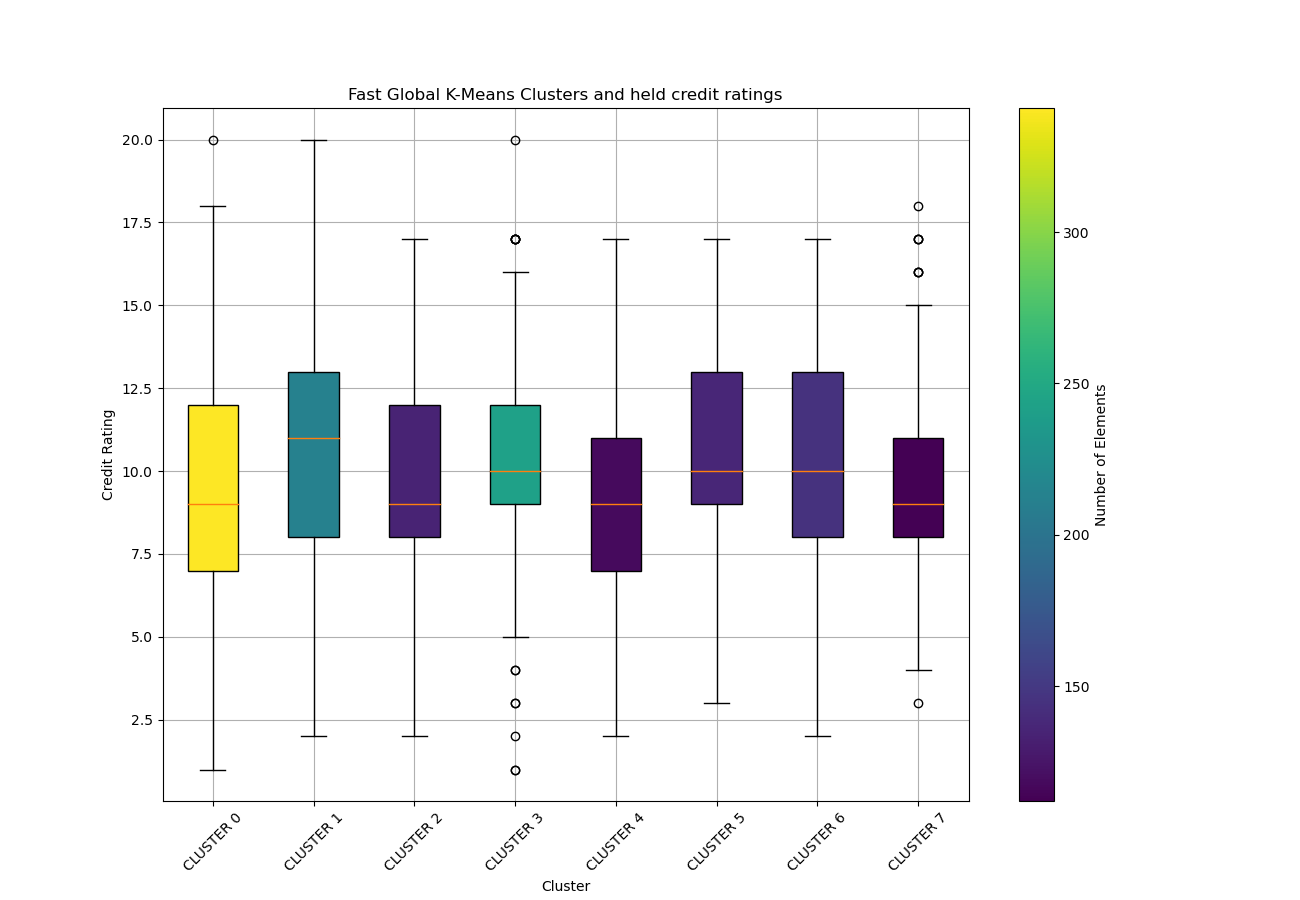 Fast Global K-Means Clusters and held credit ratings
20.0
17.5
15.0
12.5
10.0
7.5
5.0
2.5
Credit Rating
CLUSTER 0
CLUSTER 1
CLUSTER 2
CLUSTER 3
CLUSTER 4
CLUSTER 5
CLUSTER 6
CLUSTER 7
Cluster
300
250
200
150
Number of Elements